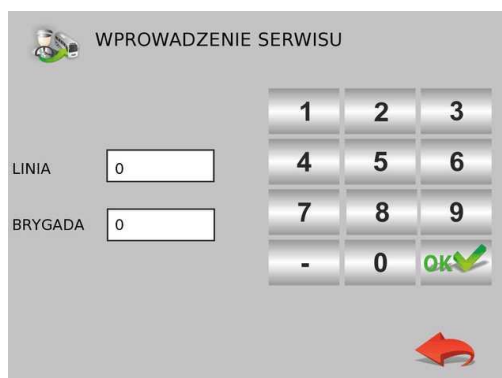 WPROWADZENIE SERWISU
1 2 3
LINIA 0
4 5 6
BRYGADA 0
7 8 9
- 0 OK